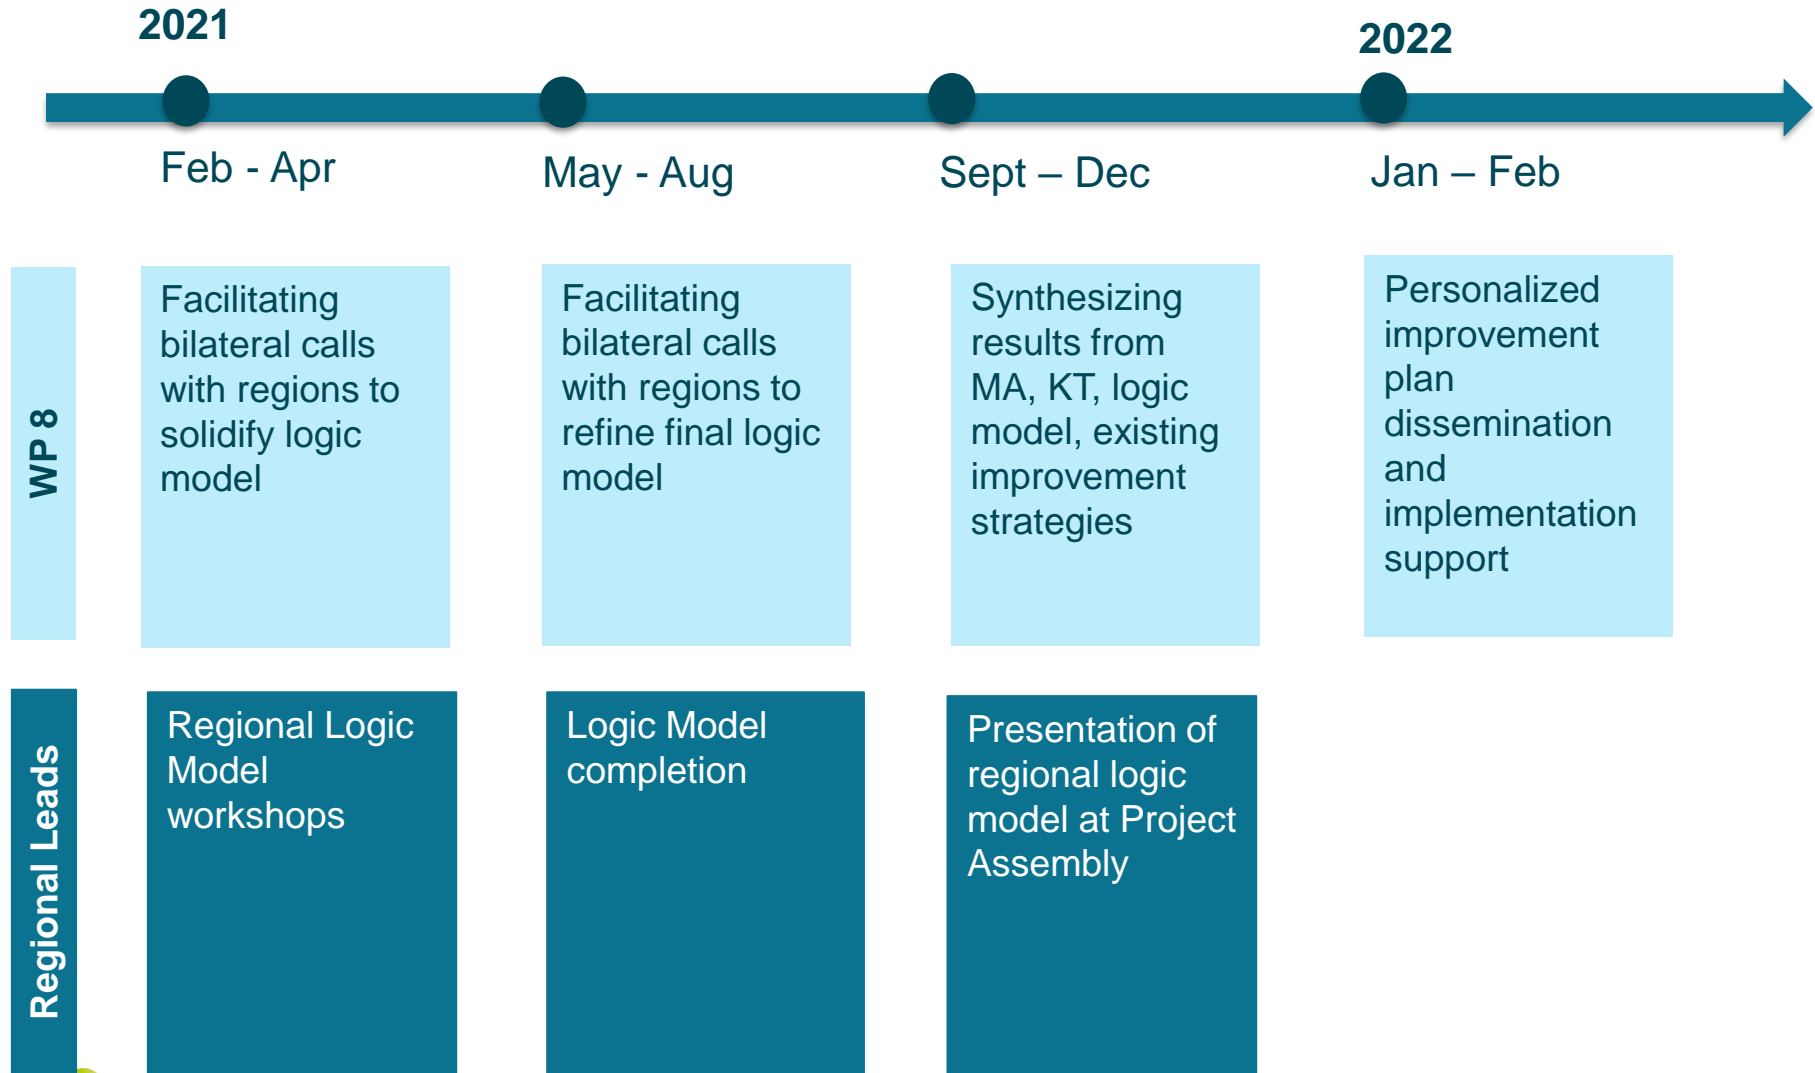 2021
2022
Feb - Apr
May - Aug
Sept – Dec
Jan – Feb
WP 8
Facilitating
bilateral calls
with regions to
solidify logic
model
Facilitating
bilateral calls
with regions to
refine final logic
model
Synthesizing
results from
MA, KT, logic
model, existing
improvement
strategies
Personalized
improvement
plan
dissemination
and
implementation
support
Regional Leads
Regional Logic
Model
workshops
Logic Model
completion
Presentation of
regional logic
model at Project
Assembly